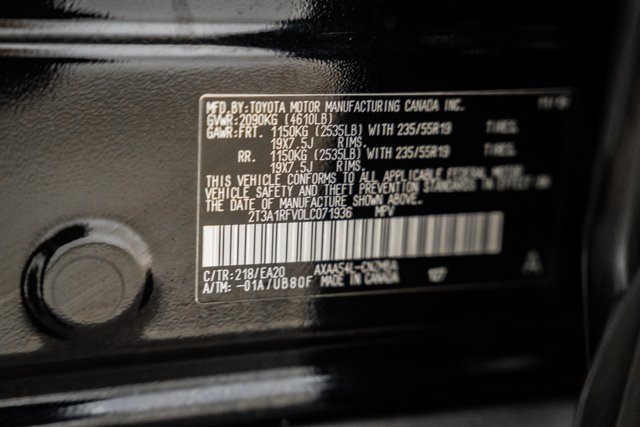 MFD.BY:TOYOTA MOTOR MANUFACTURING CANADA INC.
GVWR:2090KG (4610LB)
GAWR:FRT. 1150KG (2535LB) WITH 235/55R19 TIRES,
19X7.5J RIMS.
RR. 1150KG (2535LB) WITH 235/55R19 TIRES,
19X7.5J RIMS.
THIS VEHICLE CONFORMS TO ALL APPLICABLE FEDERAL MOTOR
VEHICLE SAFETY AND THEFT PREVENTION STANDARDS IN EFFECT ON
THE DATE OF MANUFACTURE SHOWN ABOVE.
2T3A1RFV0LC071936 MPV
C/TR:218/EA20
A/TM: -01A/UB80F MADE IN CANADA
A